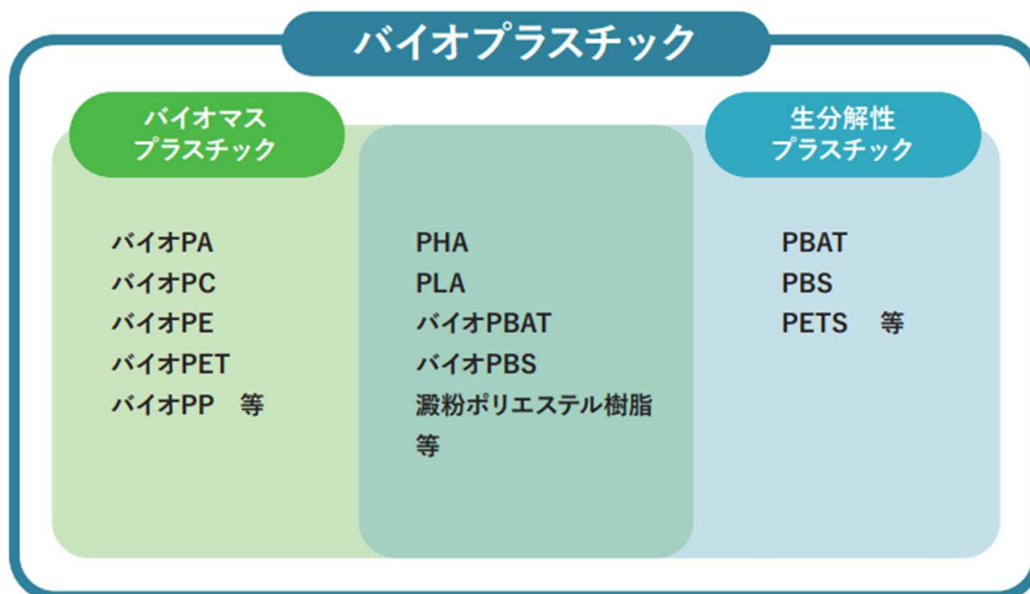 バイオプラスチック
バイオマス
プラスチック
バイオPA
バイオPC
バイオPE
バイオPET
バイオPP　等
PHA
PLA
バイオPBAT
バイオPBS
澱粉ポリエステル樹脂
等
生分解性
プラスチック
PBAT
PBS
PETS　等